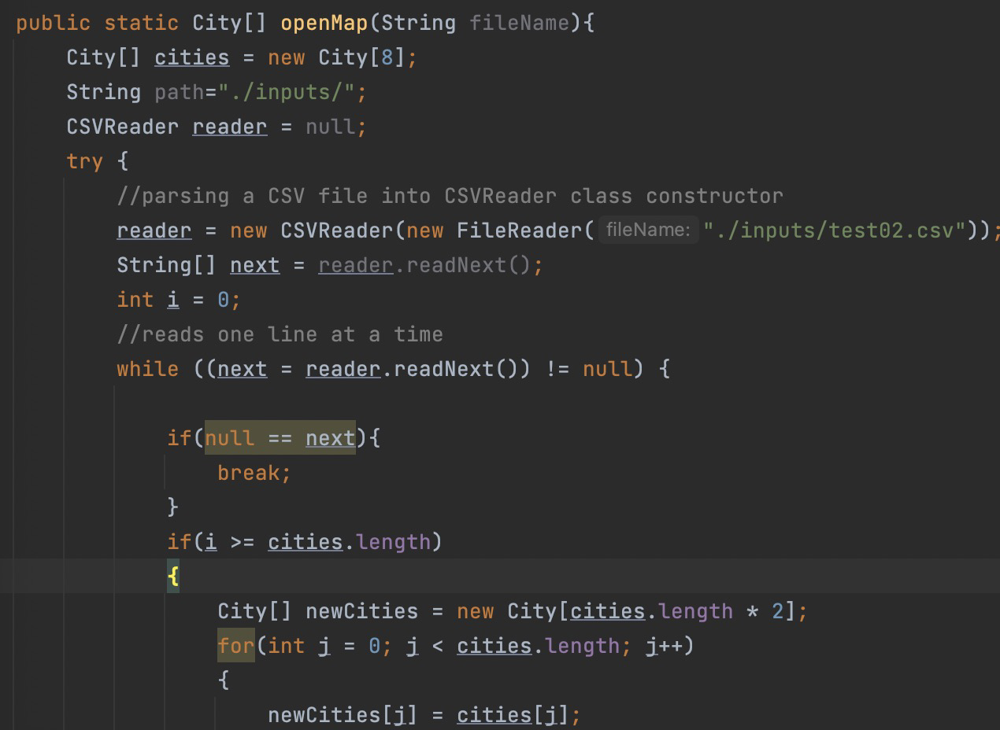 public static City[] openMap(String fileName){
City[] cities = new City[8];
String path="./inputs/";
CSVReader reader = null;
try {
//parsing a CSV file into CSVReader class constructor
reader = new CSVReader(new FileReader( fileName: "./inputs/test02.csv"));
String[] next = reader.readNext();
int i = 0;
//reads one line at a time
while ((next = reader.readNext()) != null) {
if(null == next){
break;
}
if(i >= cities.length)
{
City[] newCities = new City[cities.length * 2];
for(int j = 0; j < cities.length; j++)
{
newCities[j] = cities[j];